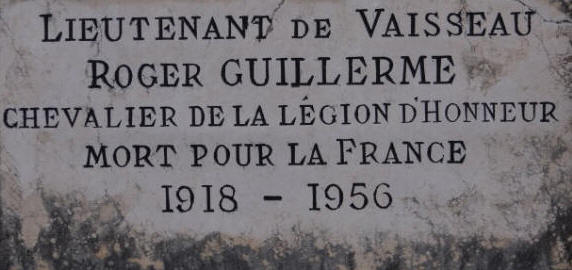 LIEUTENANT DE VAISSEAU
ROGER GUILLERME
CHEVALIER DE LA LÉGION D'HONNEUR
MORT POUR LA FRANCE
1918 - 1956